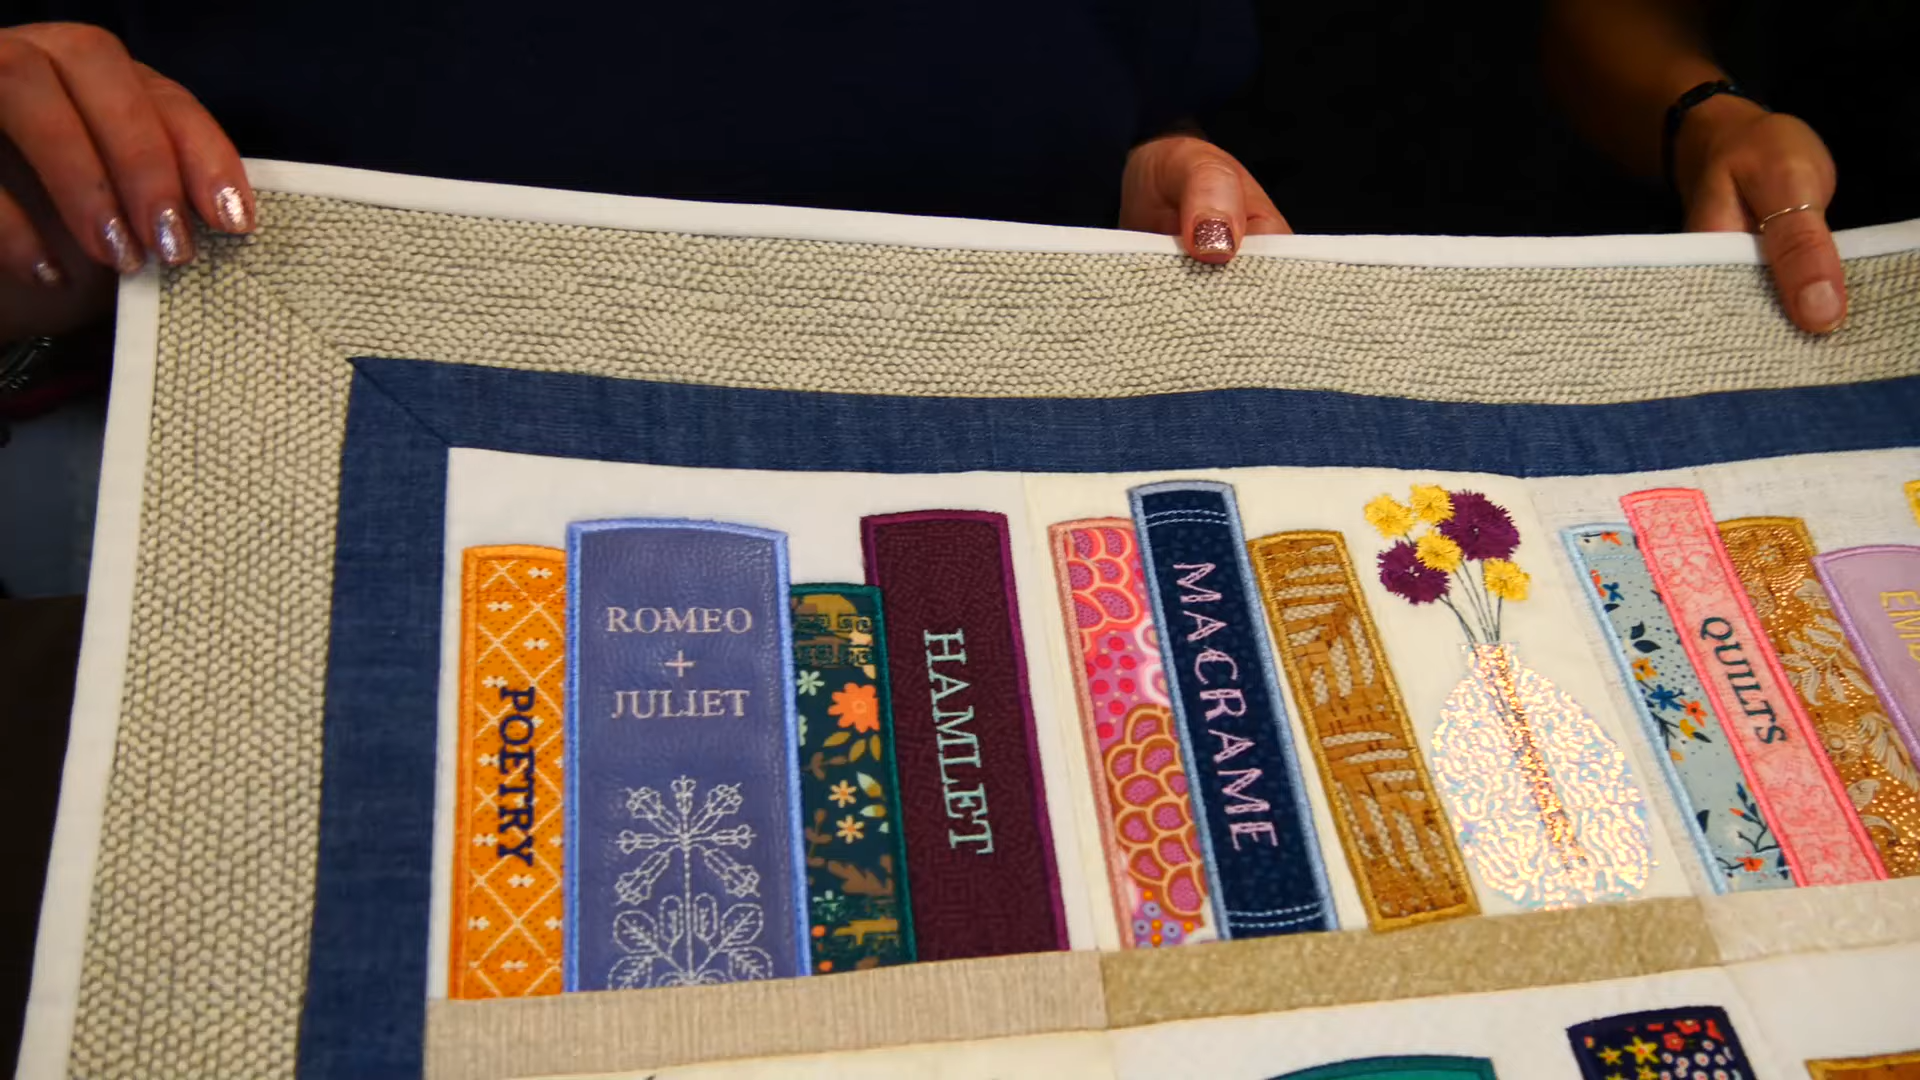 POETRY
ROMEO
+
JULIET
HAMLET
MACRAME
QUILTS